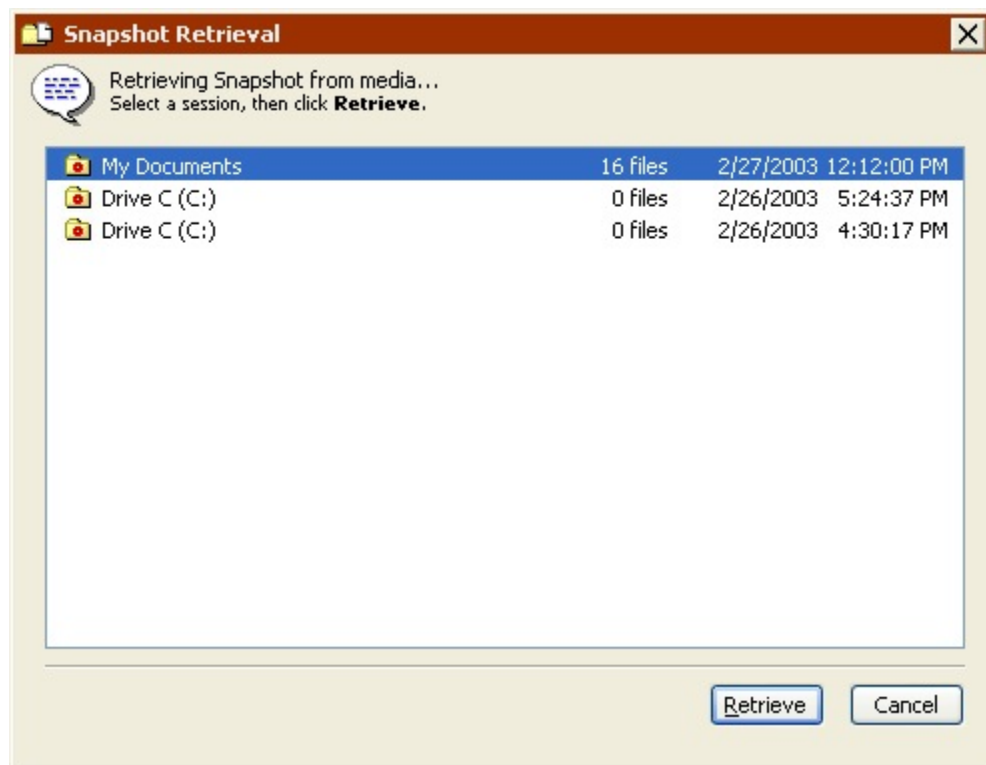 Snapshot Retrieval
Retrieving Snapshot from media...
Select a session, then click Retrieve.
My Documents 16 files 2/27/2003 12:12:00 PM
Drive C (C:) 0 files 2/26/2003 5:24:37 PM
Drive C (C:) 0 files 2/26/2003 4:30:17 PM
Retrieve Cancel